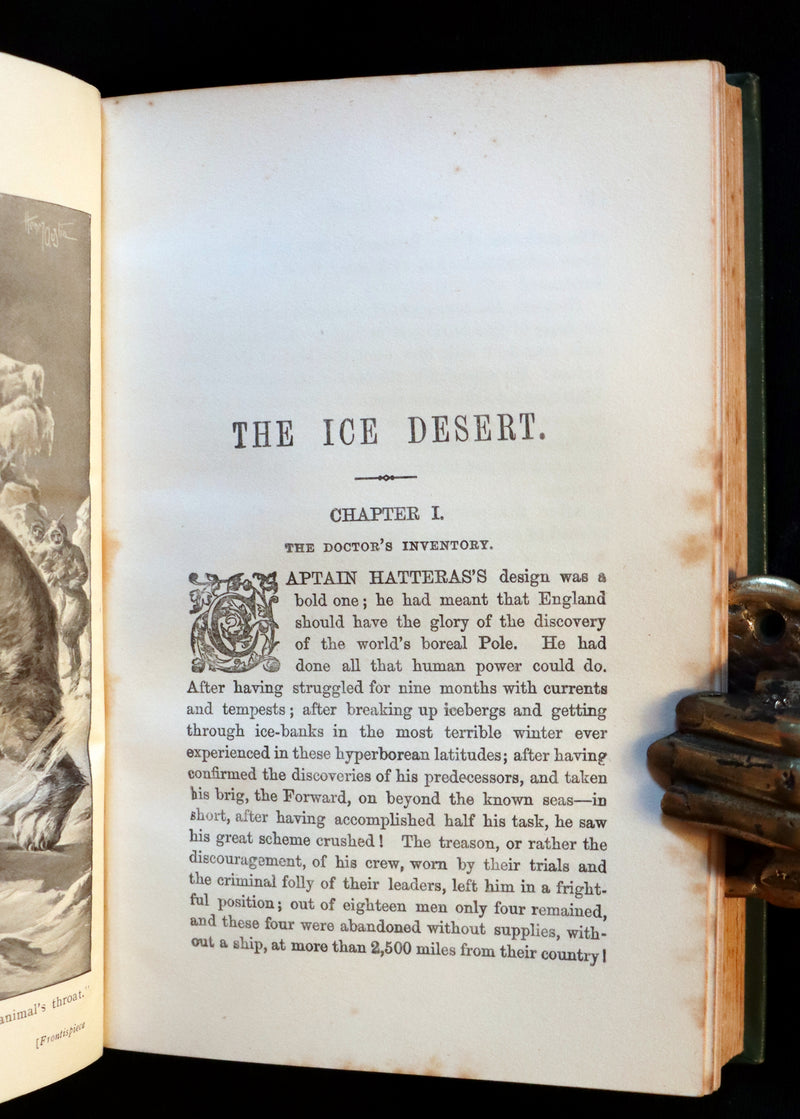 animal's throat."
[Frontispiece
THE ICE DESERT.
CHAPTER I.
THE DOCTOR'S INVENTORY.
CAPTAIN HATTERAS'S design was a
bold one; he had meant that England
should have the glory of the discovery
of the world's boreal Pole. He had
done all that human power could do.
After having struggled for nine months with currents
and tempests; after breaking up icebergs and getting
through ice-banks in the most terrible winter ever
experienced in these hyperborean latitudes; after having
confirmed the discoveries of his predecessors, and taken
his brig, the Forward, on beyond the known seas—in
short, after having accomplished half his task, he saw
his great scheme crushed! The treason, or rather the
discouragement, of his crew, worn by their trials and
the criminal folly of their leaders, left him in a fright-
ful position; out of eighteen men only four remained,
and these four were abandoned without supplies, with-
out a ship, at more than 2,500 miles from their country!